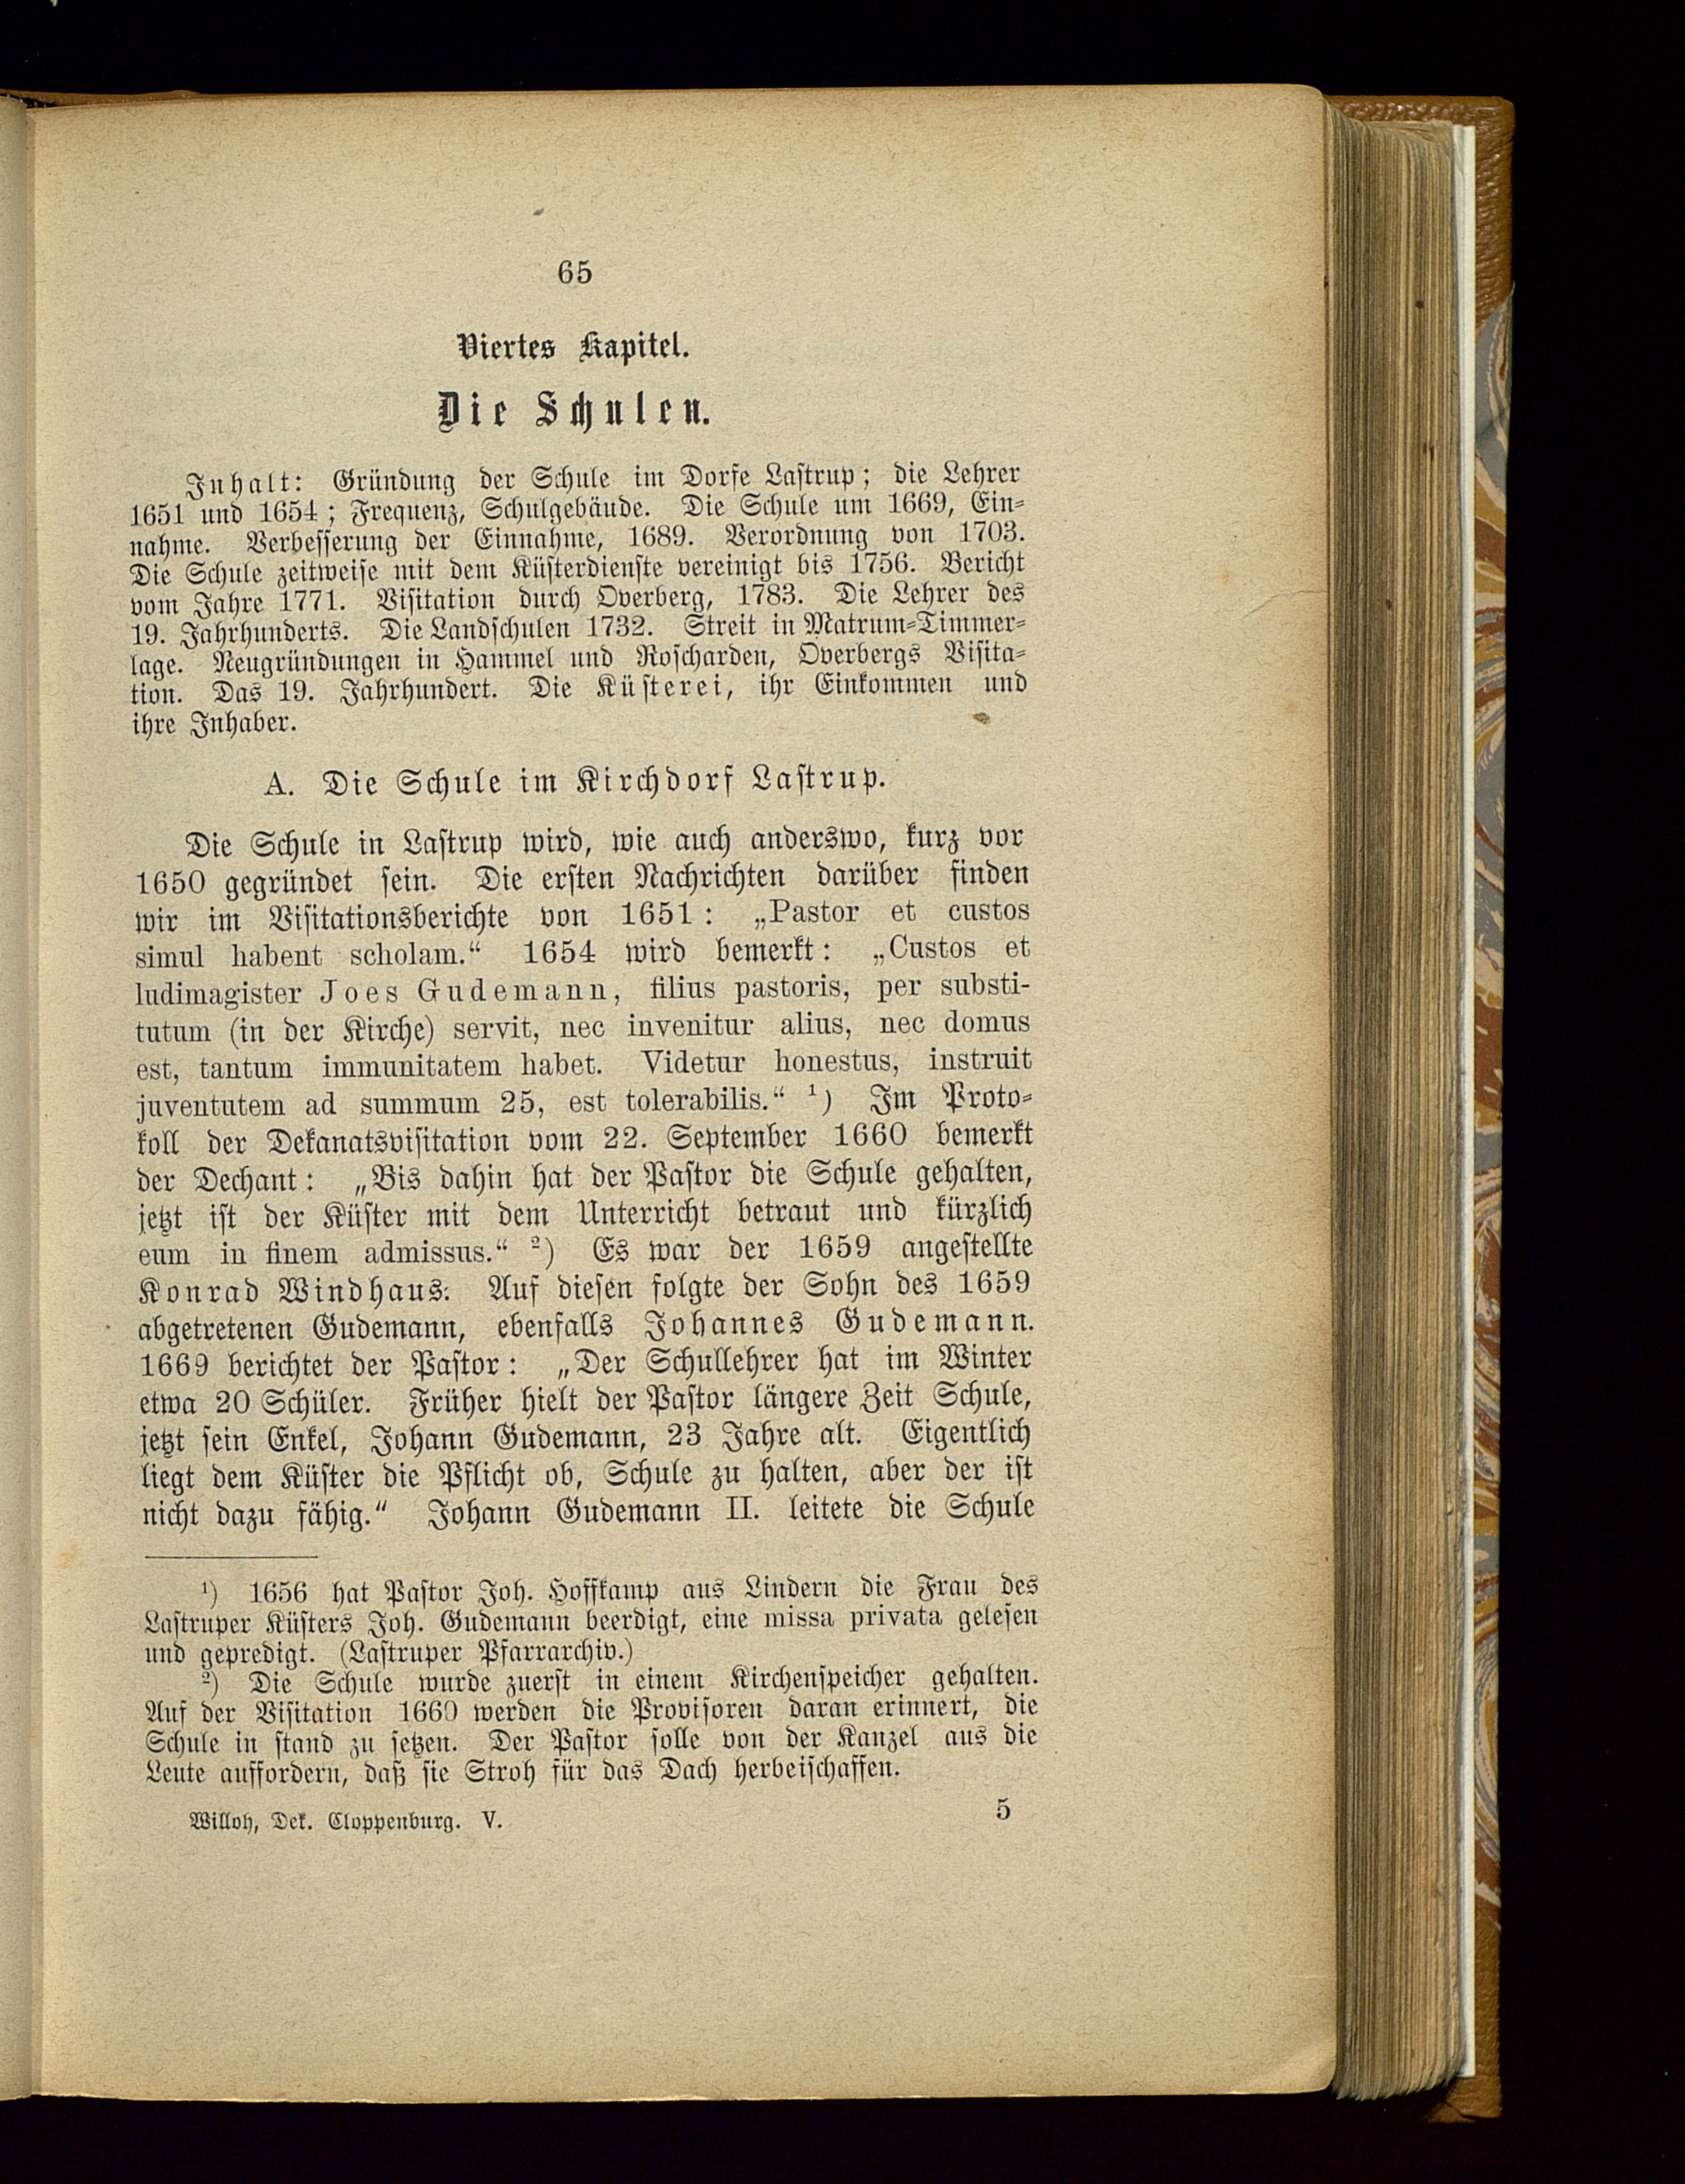 65
Viertes Kapitel.
Die Schulen.
Inhalt: Gründung der Schule im Dorfe Lastrup; die Lehrer
1651 und 1654; Frequenz, Schulgebäude. Die Schule um 1669, Ein-
nahme. Verbesserung der Einnahme, 1689. Verordnung von 1703.
Die Schule zeitweise mit dem Küsterdienste vereinigt bis 1756. Bericht
vom Jahre 1771. Visitation durch Overberg, 1783. Die Lehrer des
19. Jahrhunderts. Die Landschulen 1732. Streit in Matrum-Timmer-
lage. Neugründungen in Hammel und Roscharden, Overbergs Visita-
tion. Das 19. Jahrhundert. Die Küsterei, ihr Einkommen und
ihre Inhaber.
A. Die Schule im Kirchdorf Lastrup.
Die Schule in Lastrup wird, wie auch anderswo, kurz vor
1650 gegründet sein. Die ersten Nachrichten darüber finden
wir im Visitationsberichte von 1651: „Pastor et custos
simul habent scholam.“ 1654 wird bemerkt: „Custos et
ludimagister Joes Gudemann, filius pastoris, per substi-
tutum (in der Kirche) servit, nec invenitur alius, nec domus
est, tantum immunitatem habet. Videtur honestus, instruit
juventutem ad summum 25, est tolerabilis.“ ¹) Im Proto-
koll der Dekanatsvisitation vom 22. September 1660 bemerkt
der Dechant: „Bis dahin hat der Pastor die Schule gehalten,
jetzt ist der Küster mit dem Unterricht betraut und kürzlich
eum in finem admissus.“ ²) Es war der 1659 angestellte
Konrad Windhaus. Auf diesen folgte der Sohn des 1659
abgetretenen Gudemann, ebenfalls Johannes Gudemann.
1669 berichtet der Pastor: „Der Schullehrer hat im Winter
etwa 20 Schüler. Früher hielt der Pastor längere Zeit Schule,
jetzt sein Enkel, Johann Gudemann, 23 Jahre alt. Eigentlich
liegt dem Küster die Pflicht ob, Schule zu halten, aber der ist
nicht dazu fähig.“ Johann Gudemann II. leitete die Schule
¹) 1656 hat Pastor Joh. Hoffkamp aus Lindern die Frau des
Lastruper Küsters Joh. Gudemann beerdigt, eine missa privata gelesen
und gepredigt. (Lastruper Pfarrarchiv.)
²) Die Schule wurde zuerst in einem Kirchenspeicher gehalten.
Auf der Visitation 1660 werden die Provisoren daran erinnert, die
Schule in stand zu setzen. Der Pastor solle von der Kanzel aus die
Leute auffordern, daß sie Stroh für das Dach herbeischaffen.
Willoh, Dek. Cloppenburg. V. 5